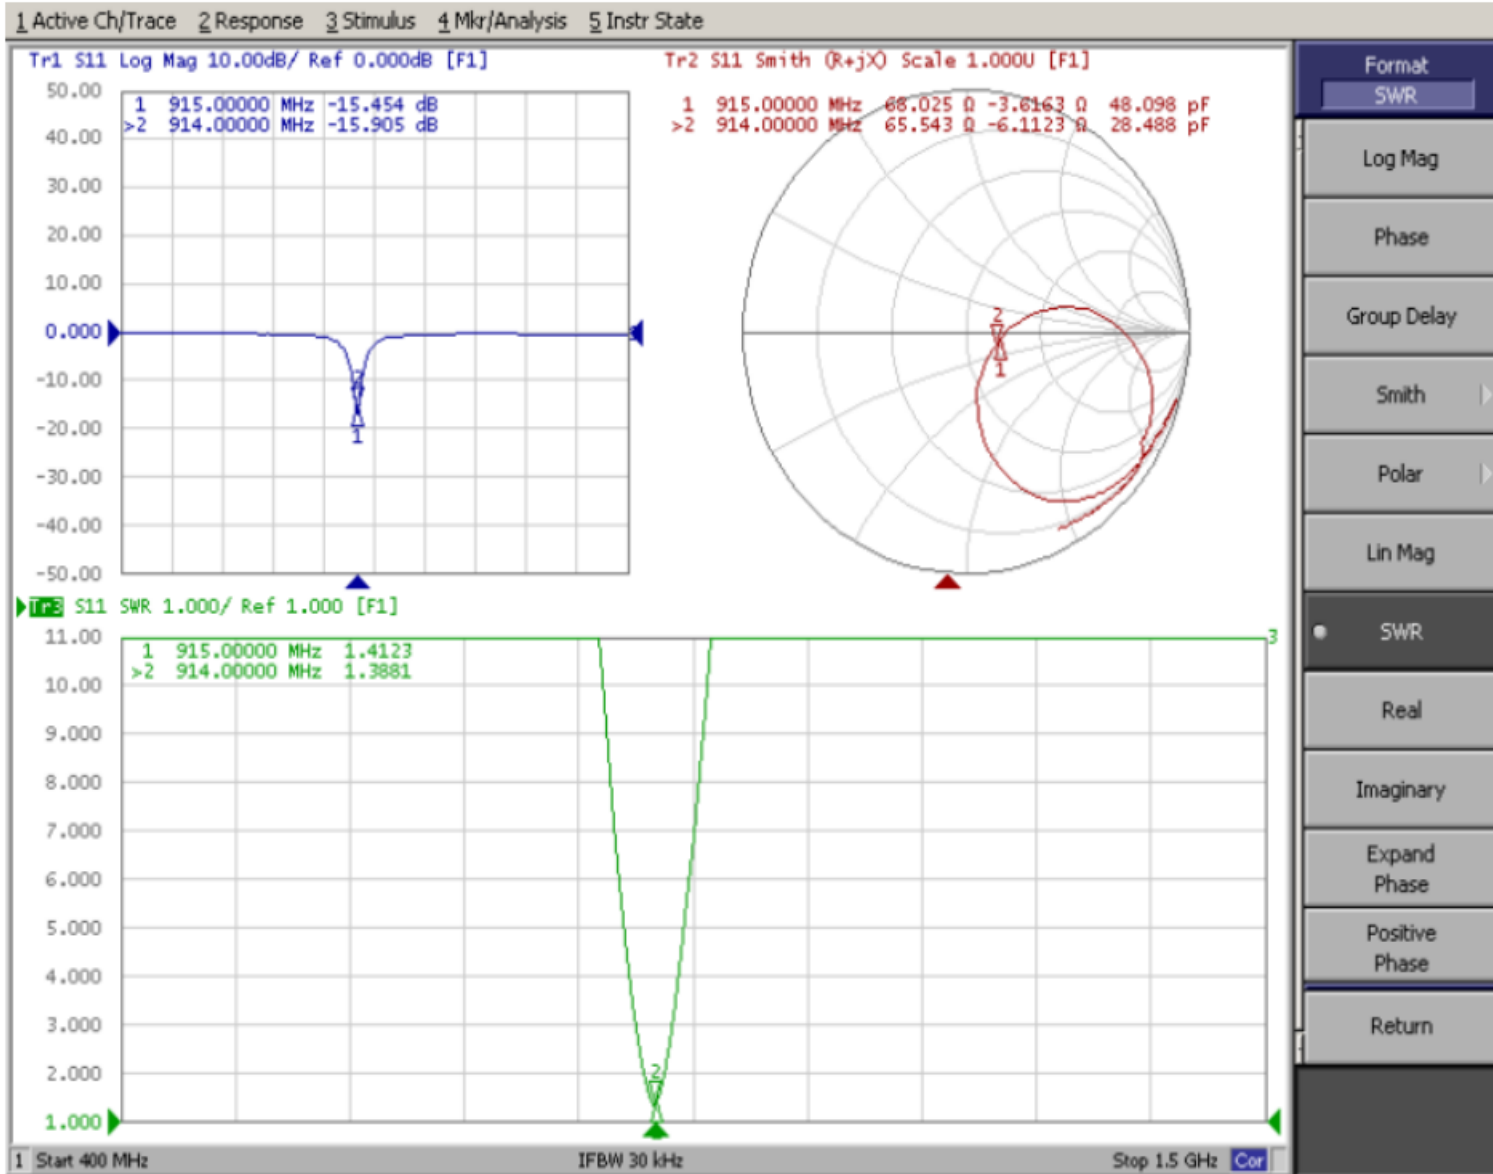 1 Active Ch/Trace 2 Response 3 Stimulus 4 Mkr/Analysis 5 Instr State
Tr1 S11 Log Mag 10.00dB/ Ref 0.000dB [F1]
50.00
40.00
30.00
20.00
10.00
0.000
-10.00
-20.00
-30.00
-40.00
-50.00
1 915.00000 MHz -15.454 dB
>2 914.00000 MHz -15.905 dB
2
1
Tr2 S11 Smith (R+jX) Scale 1.000U [F1]
1 915.00000 MHz 68.025 Ω -3.6163 Ω 48.098 pF
>2 914.00000 MHz 65.543 Ω -6.1123 Ω 28.488 pF
2
1
Tr3 S11 SWR 1.000/ Ref 1.000 [F1]
11.00
10.00
9.000
8.000
7.000
6.000
5.000
4.000
3.000
2.000
1.000
1 915.00000 MHz 1.4123
>2 914.00000 MHz 1.3881
3
2
1 Start 400 MHz IFBW 30 kHz Stop 1.5 GHz Cor
Format
SWR
Log Mag
Phase
Group Delay
Smith
Polar
Lin Mag
SWR
Real
Imaginary
Expand
Phase
Positive
Phase
Return